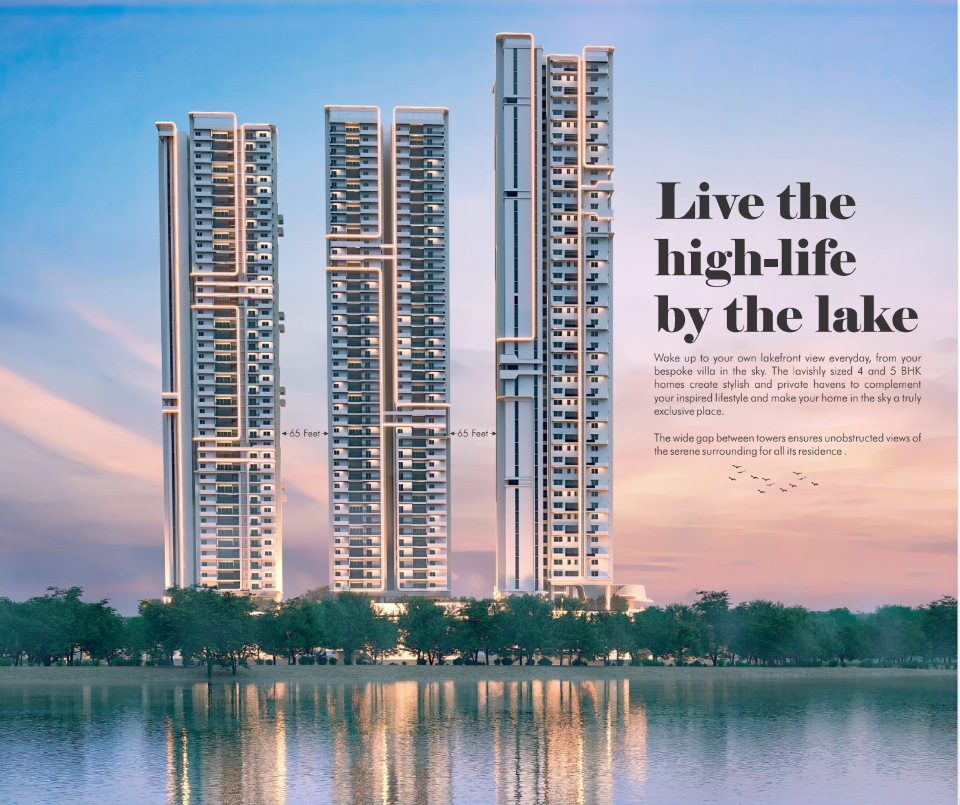 Live the
high-life
by the lake
Wake up to your own lakefront view everyday, from your
bespoke villa in the sky. The lavishly sized 4 and 5 BHK
homes create stylish and private havens to complement
your inspired lifestyle and make your home in the sky a truly
exclusive place.
65 Feet
65 Feet
The wide gap between towers ensures unobstructed views of
the serene surrounding for all its residence .